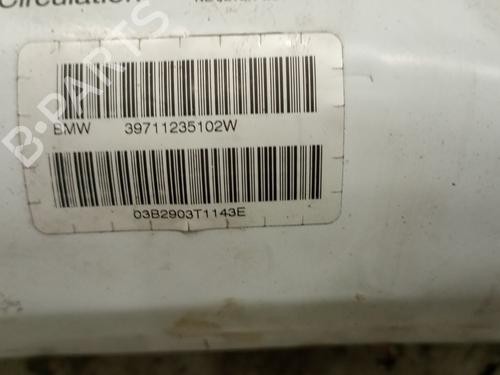 Circulation
BMW 39711235102W
03B2903T1143E
B-PARTS